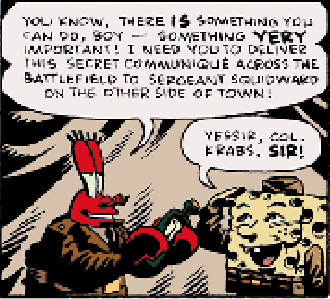 YOU KNOW, THERE IS SOMETHING YOU
CAN DO, BOY — SOMETHING VERY
IMPORTANT! I NEED YOU TO DELIVER
THIS SECRET COMMUNIQUE ACROSS THE
BATTLEFIELD TO SERGEANT SQUIDWARD
ON THE OTHER SIDE OF TOWN!
YESSIR, COL.
KRABS, SIR!